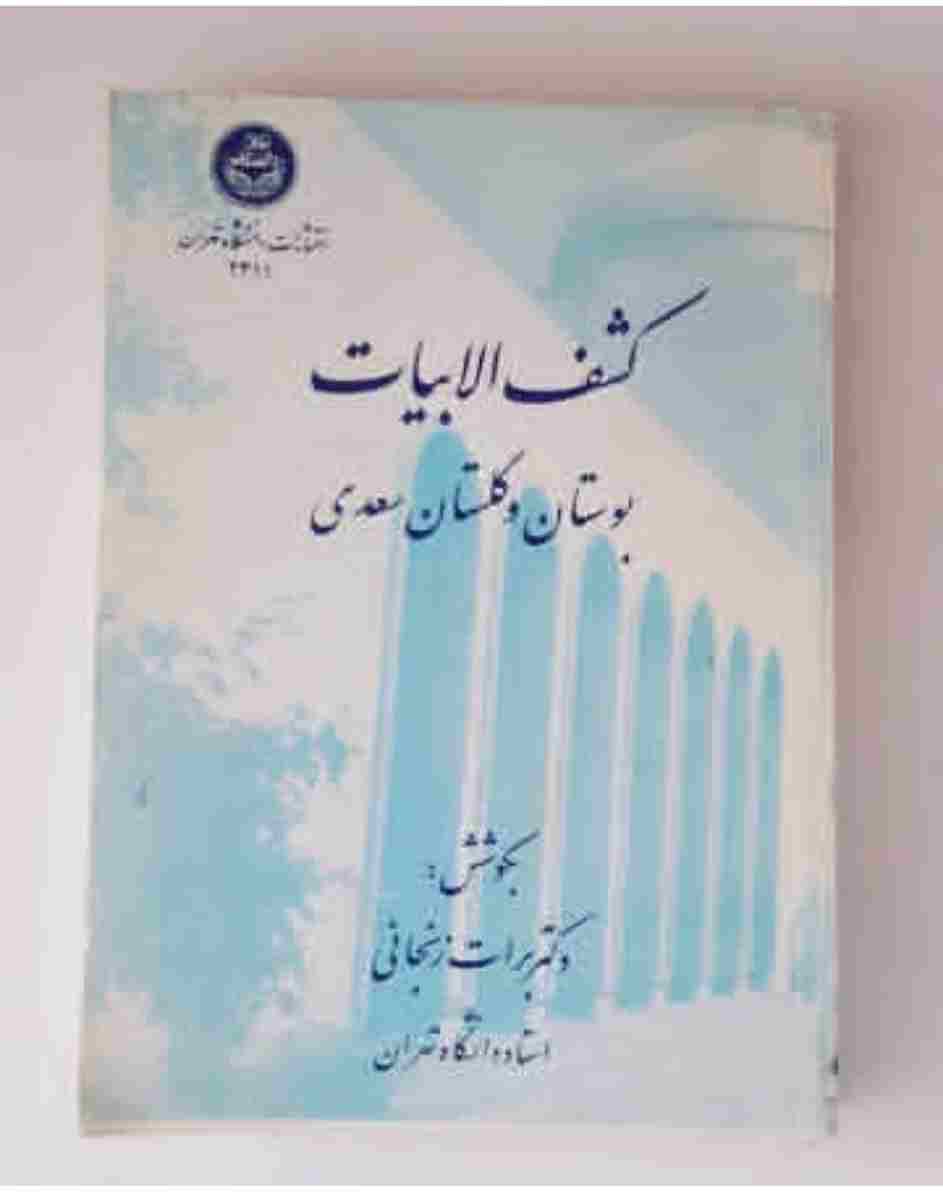 انتشارات دانشگاه تهران
۲۳۱۱
کشف الابیات
بوستان و گلستان سعدی
بکوشش:
دکتر برات زنجانی
استاد دانشگاه تهران